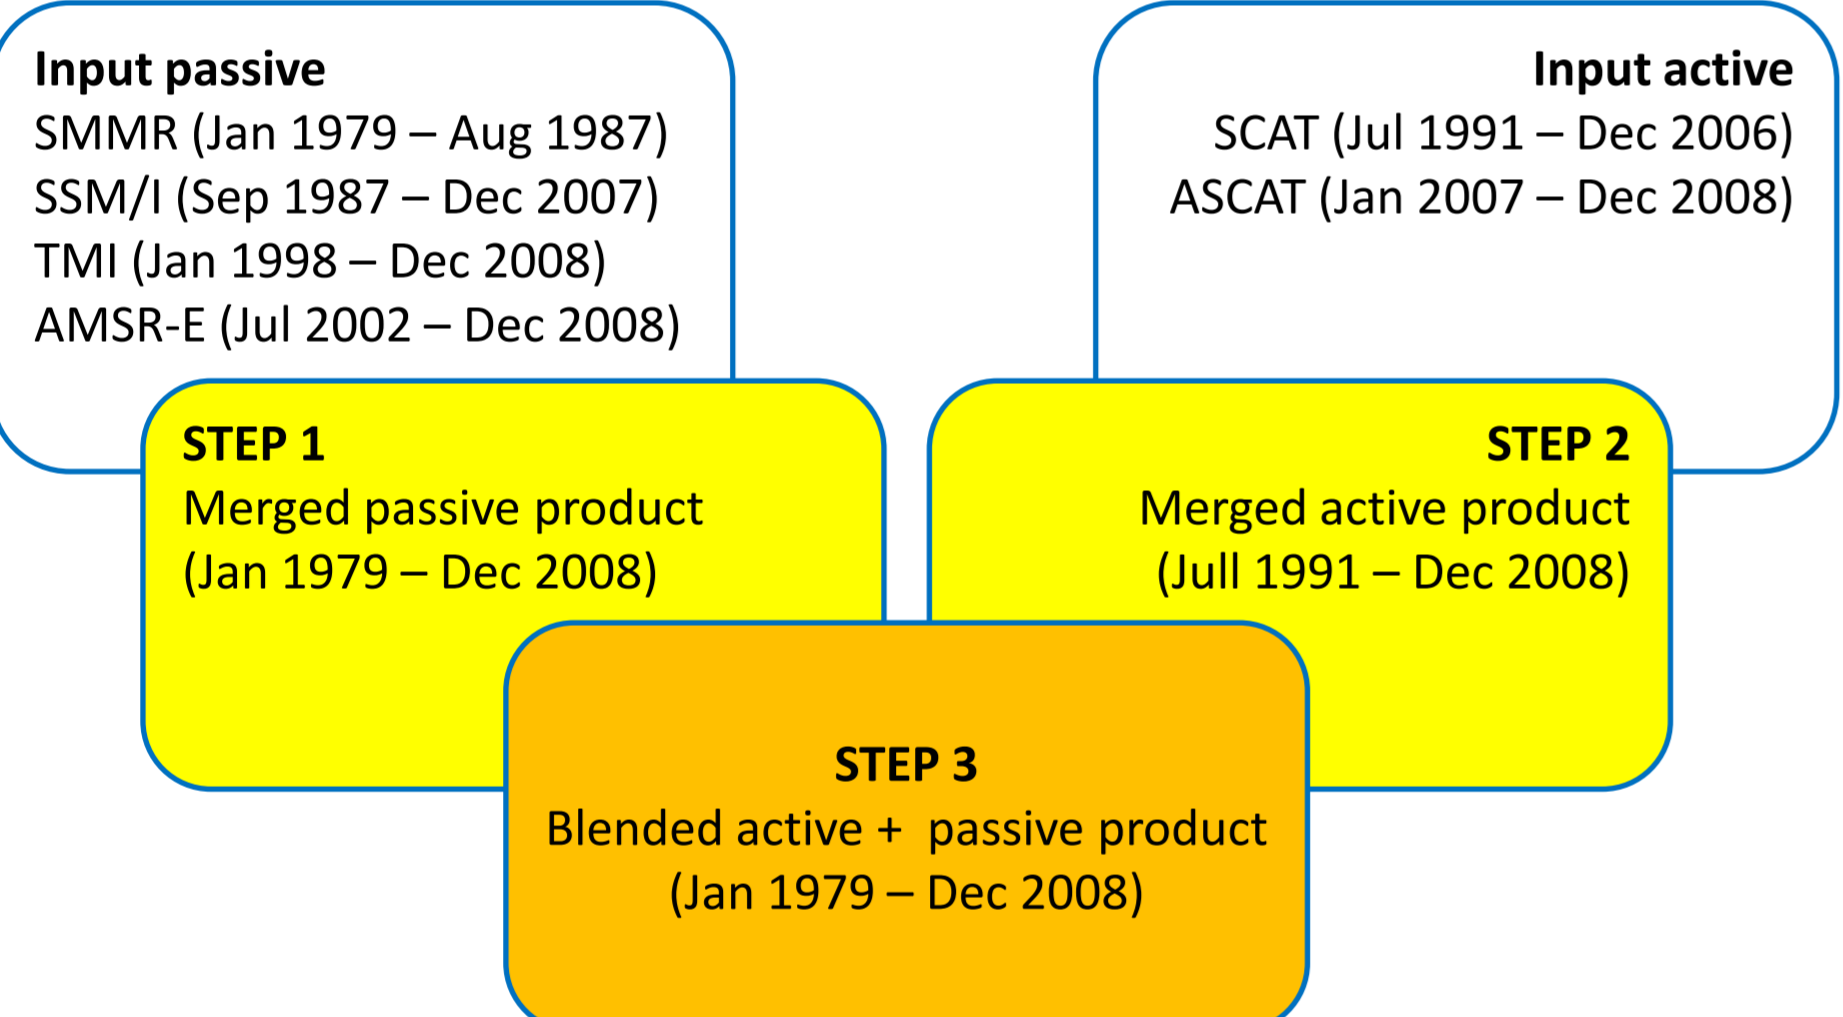 Input passive
SMMR (Jan 1979 – Aug 1987)
SSM/I (Sep 1987 – Dec 2007)
TMI (Jan 1998 – Dec 2008)
AMSR-E (Jul 2002 – Dec 2008)
Input active
SCAT (Jul 1991 – Dec 2006)
ASCAT (Jan 2007 – Dec 2008)
STEP 1
Merged passive product
(Jan 1979 – Dec 2008)
STEP 2
Merged active product
(Jull 1991 – Dec 2008)
STEP 3
Blended active +  passive product
(Jan 1979 – Dec 2008)